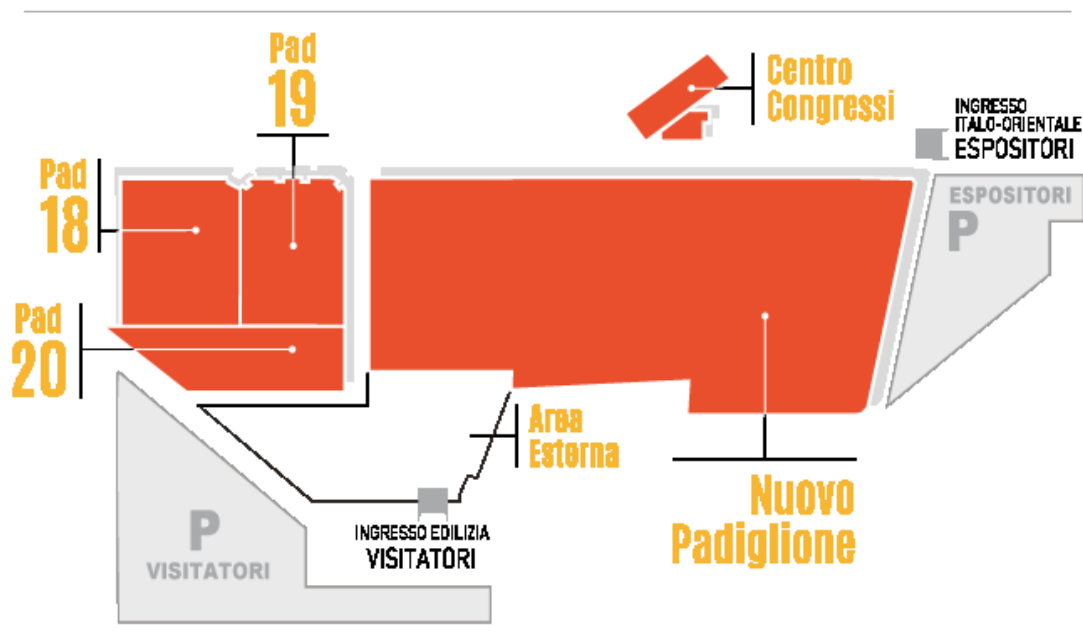 Pad
19
Centro
Congressi
INGRESSO
ITALO-ORIENTALE
ESPOSITORI
Pad
18
ESPOSITORI
P
Pad
20
Area
Esterna
Nuovo
Padiglione
P
VISITATORI
INGRESSO EDILIZIA
VISITATORI